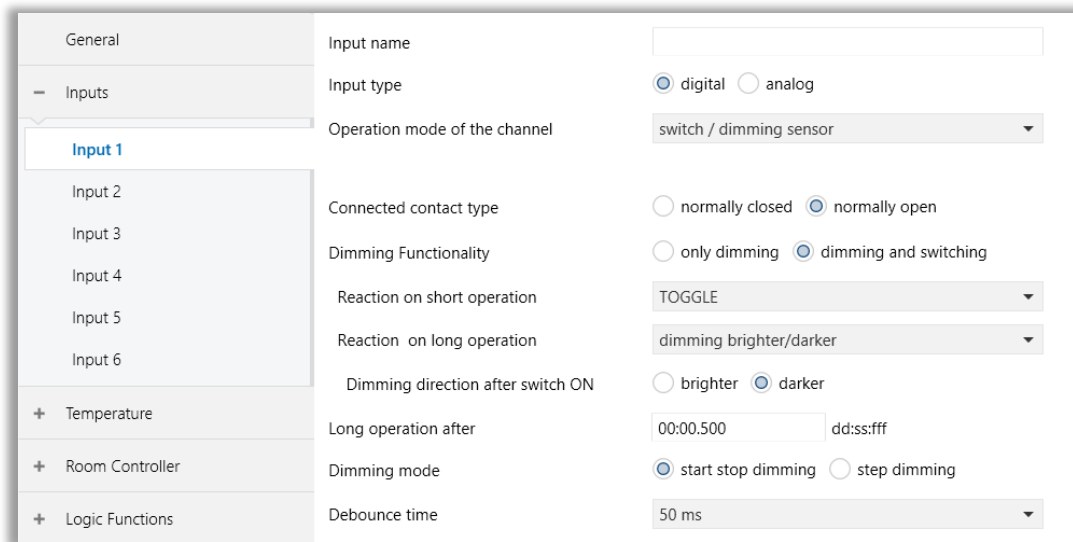 General
Inputs
Input 1
Input 2
Input 3
Input 4
Input 5
Input 6
Temperature
Room Controller
Logic Functions
Input name
Input type digital analog
Operation mode of the channel switch / dimming sensor
Connected contact type normally closed normally open
Dimming Functionality only dimming dimming and switching
Reaction on short operation TOGGLE
Reaction on long operation dimming brighter/darker
Dimming direction after switch ON brighter darker
Long operation after 00:00.500 dd:ss:fff
Dimming mode start stop dimming step dimming
Debounce time 50 ms